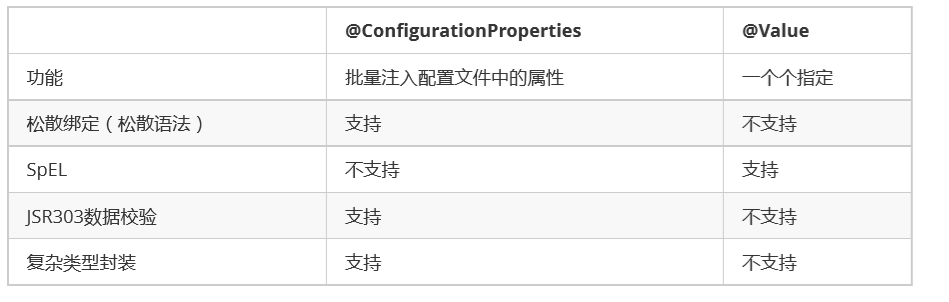 @ConfigurationProperties @Value
功能 批量注入配置文件中的属性 一个个指定
松散绑定（松散语法） 支持 不支持
SpEL 不支持 支持
JSR303数据校验 支持 不支持
复杂类型封装 支持 不支持